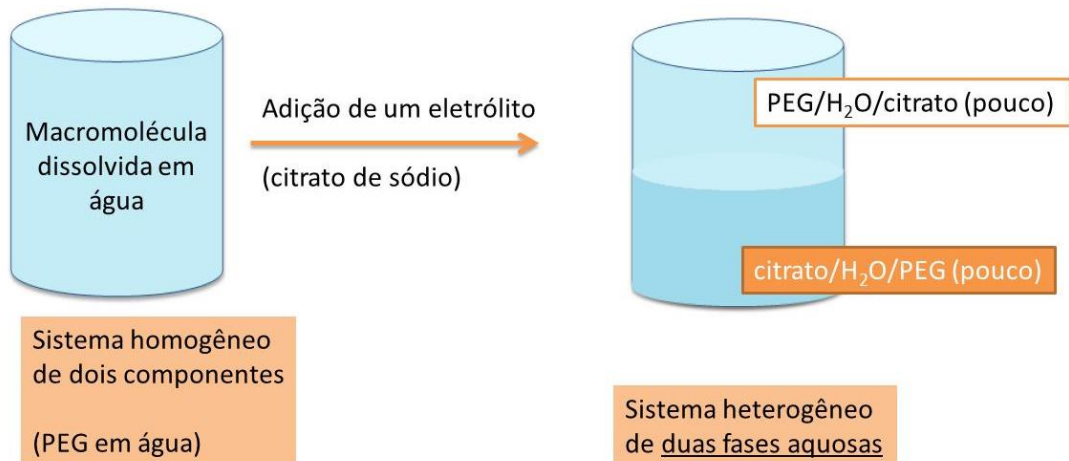 Macromolécula
dissolvida em
água
Adição de um eletrólito
(citrato de sódio)
PEG/H₂O/citrato (pouco)
citrato/H₂O/PEG (pouco)
Sistema homogêneo
de dois componentes
(PEG em água)
Sistema heterogêneo
de duas fases aquosas